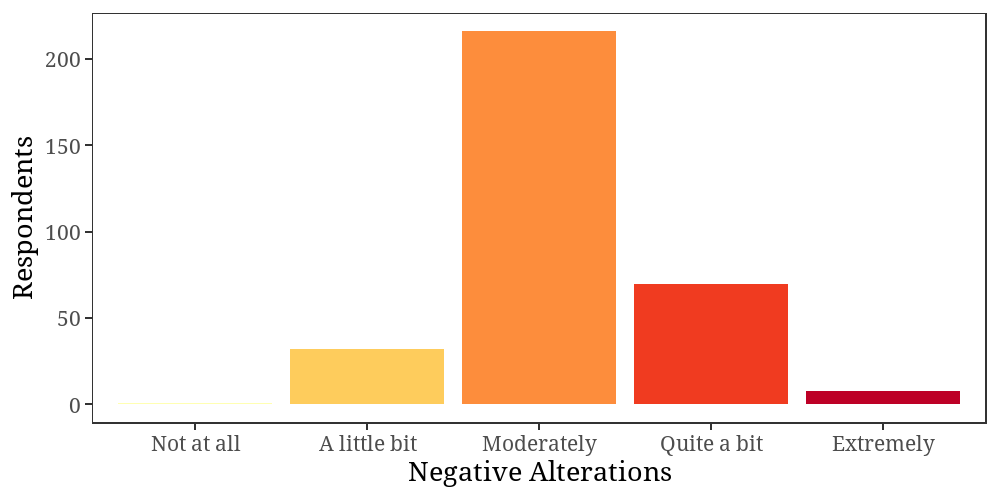 Respondents
200
150
100
50
0
Not at all
A little bit
Moderately
Quite a bit
Extremely
Negative Alterations